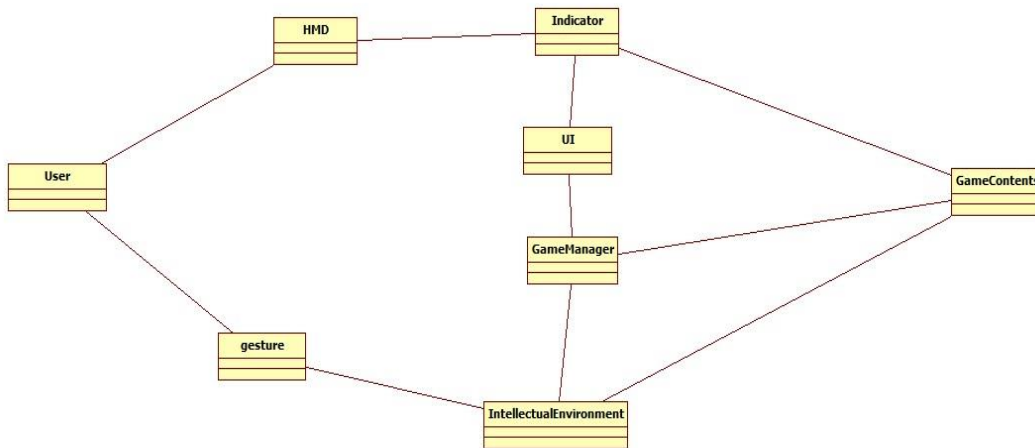 HMD
Indicator
UI
User
GameContents
GameManager
gesture
IntellectualEnvironment